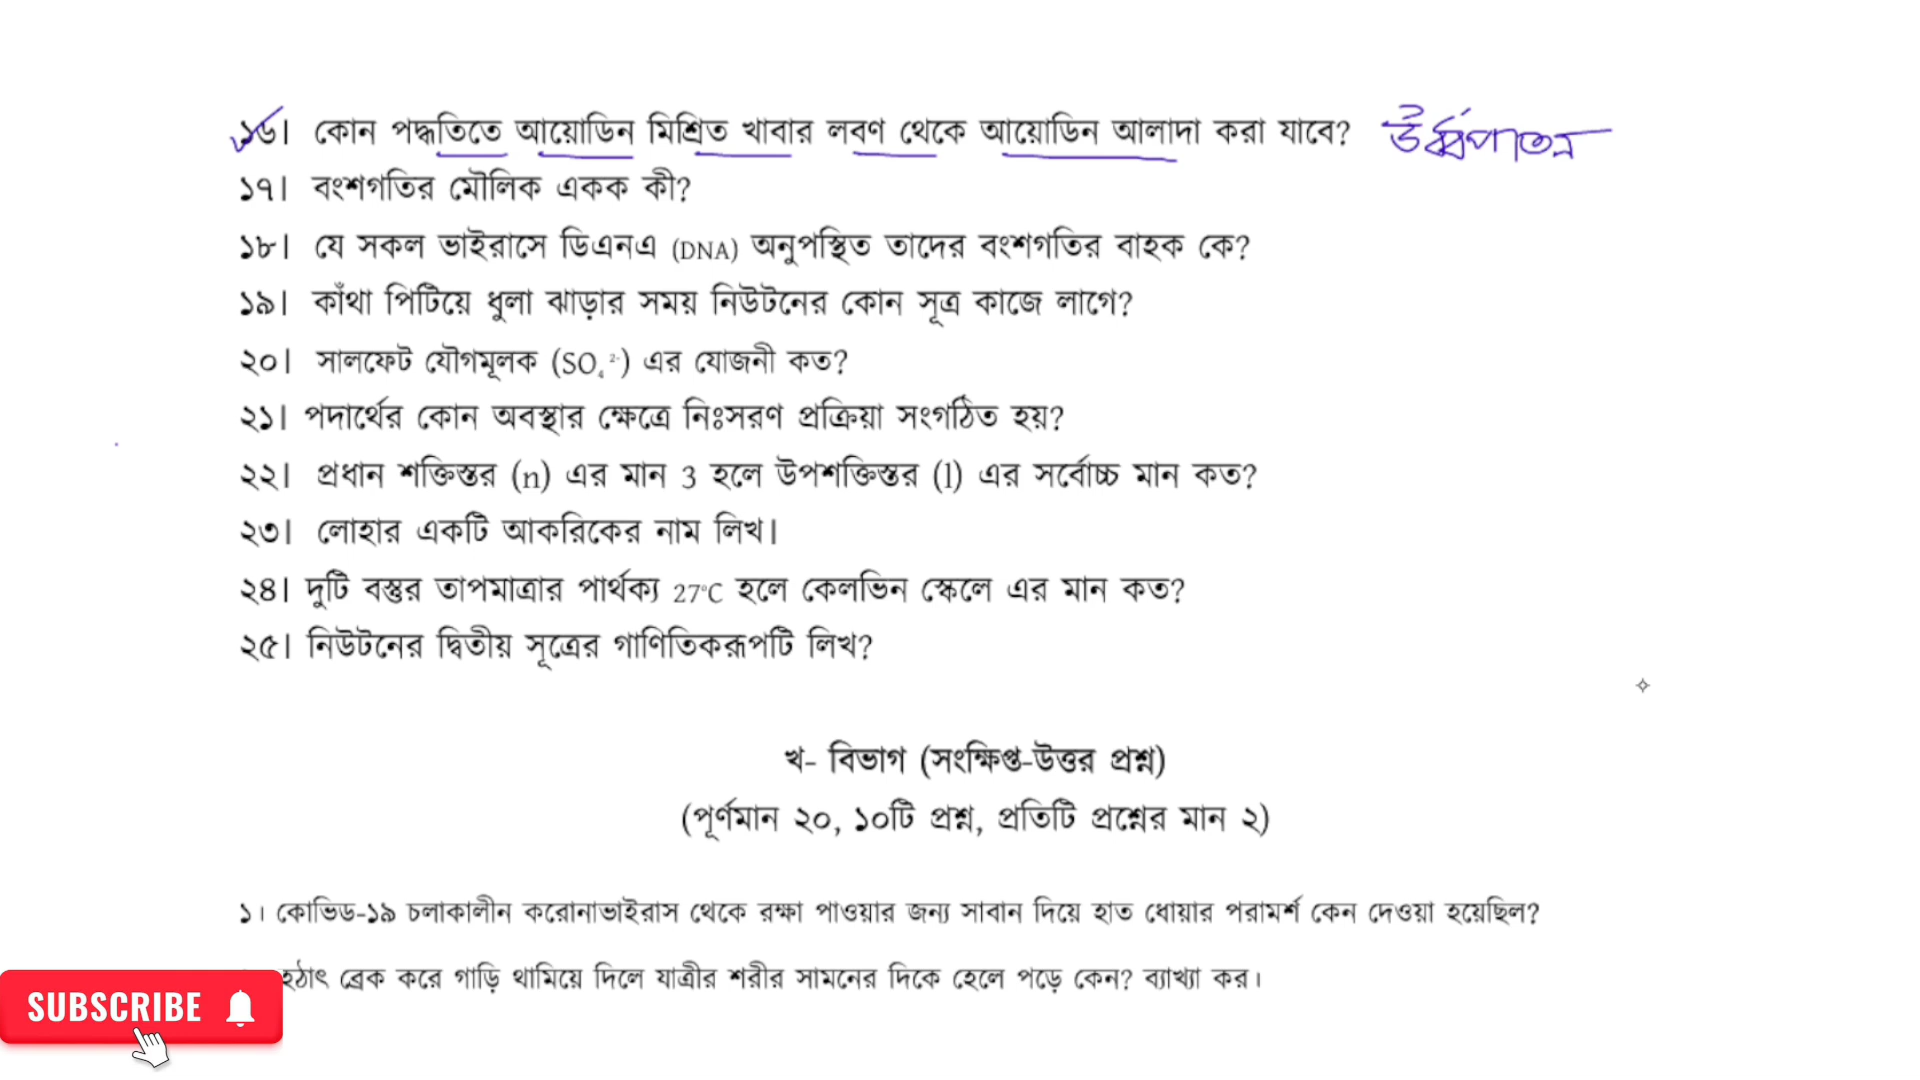 ১৬। কোন পদ্ধতিতে আয়োডিন মিশ্রিত খাবার লবণ থেকে আয়োডিন আলাদা করা যাবে? উর্ধ্বপাতন
১৭। বংশগতির মৌলিক একক কী?
১৮। যে সকল ভাইরাসে ডিএনএ (DNA) অনুপস্থিত তাদের বংশগতির বাহক কে?
১৯। কাঁথা পিটিয়ে ধুলা ঝাড়ার সময় নিউটনের কোন সূত্র কাজে লাগে?
২০। সালফেট যৌগমূলক (SO₄²⁻) এর যোজনী কত?
২১। পদার্থের কোন অবস্থার ক্ষেত্রে নিঃসরণ প্রক্রিয়া সংগঠিত হয়?
২২। প্রধান শক্তিস্তর (n) এর মান 3 হলে উপশক্তিস্তর (l) এর সর্বোচ্চ মান কত?
২৩। লোহার একটি আকরিকের নাম লিখ।
২৪। দুটি বস্তুর তাপমাত্রার পার্থক্য 27°C হলে কেলভিন স্কেলে এর মান কত?
২৫। নিউটনের দ্বিতীয় সূত্রের গাণিতিকরূপটি লিখ?
খ- বিভাগ (সংক্ষিপ্ত-উত্তর প্রশ্ন)
(পূর্ণমান ২০, ১০টি প্রশ্ন, প্রতিটি প্রশ্নের মান ২)
১। কোভিড-১৯ চলাকালীন করোনাভাইরাস থেকে রক্ষা পাওয়ার জন্য সাবান দিয়ে হাত ধোয়ার পরামর্শ কেন দেওয়া হয়েছিল?
হঠাৎ ব্রেক করে গাড়ি থামিয়ে দিলে যাত্রীর শরীর সামনের দিকে হেলে পড়ে কেন? ব্যাখ্যা কর।
SUBSCRIBE